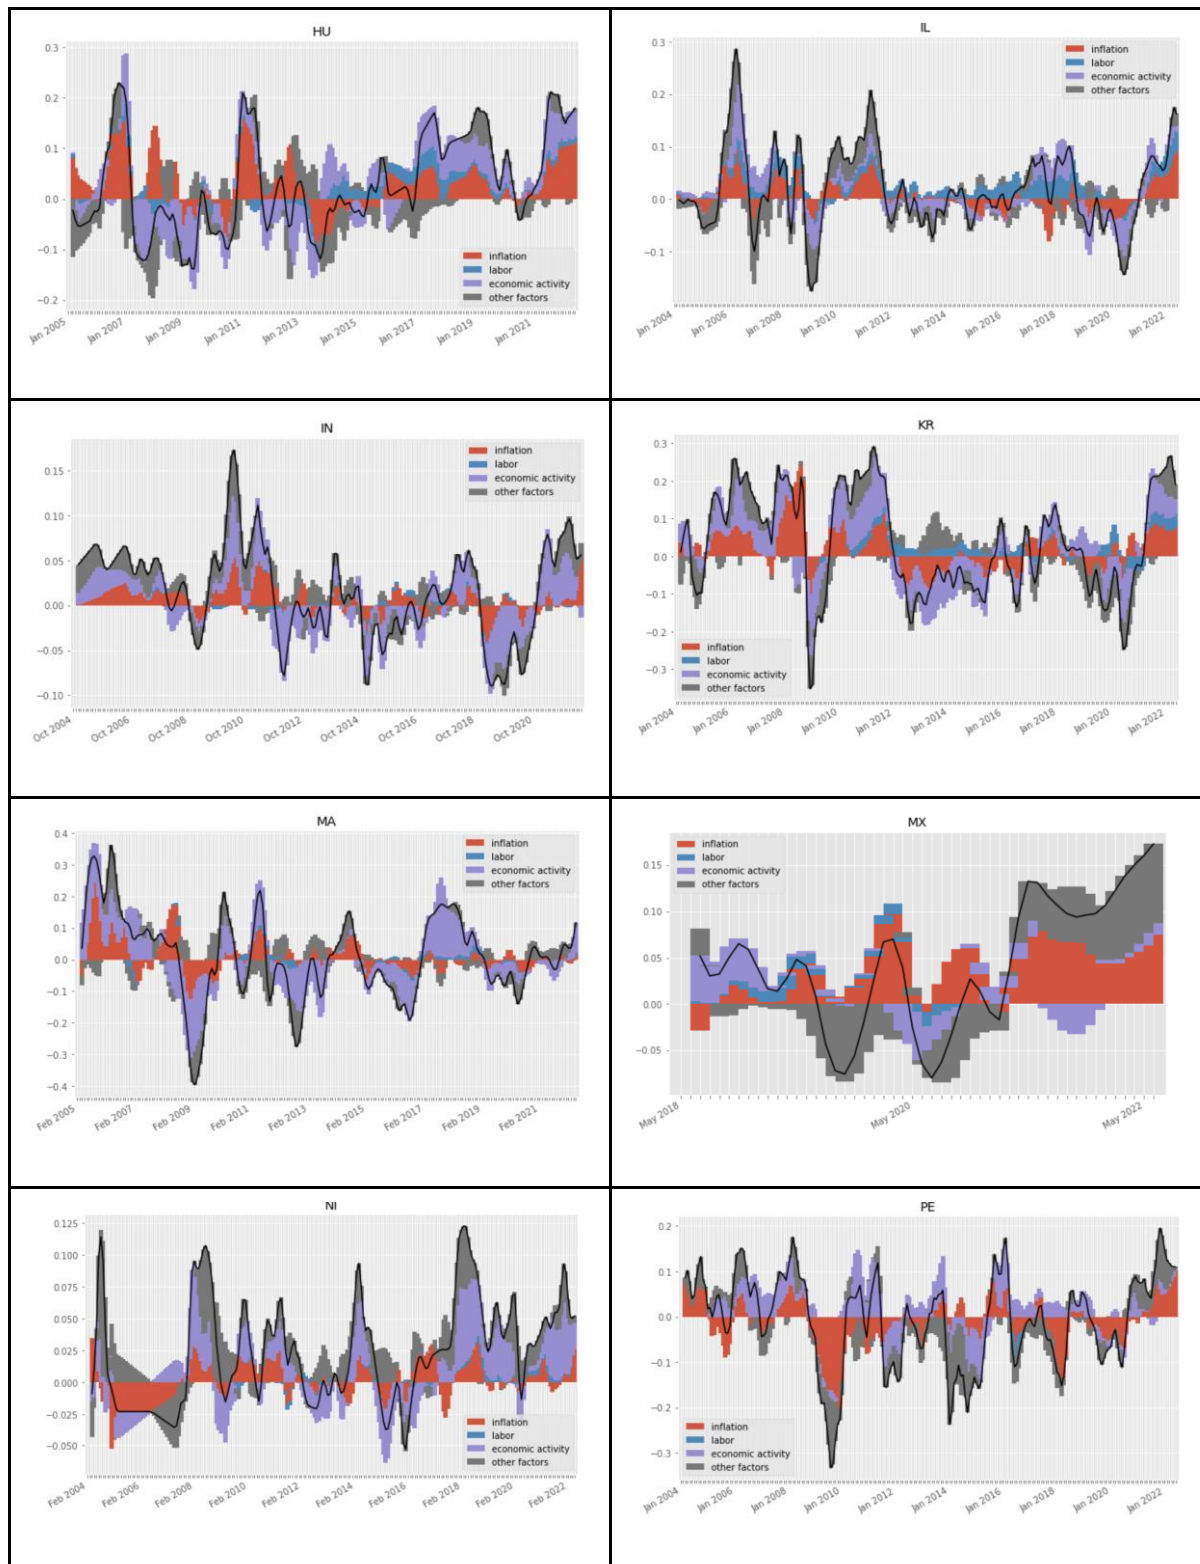 HU
0.3
0.2
0.1
0.0
−0.1
−0.2
inflation
labor
economic activity
other factors
Jan 2005
Jan 2007
Jan 2009
Jan 2011
Jan 2013
Jan 2015
Jan 2017
Jan 2019
Jan 2021
IL
0.3
0.2
0.1
0.0
−0.1
inflation
labor
economic activity
other factors
Jan 2004
Jan 2006
Jan 2008
Jan 2010
Jan 2012
Jan 2014
Jan 2016
Jan 2018
Jan 2020
Jan 2022
IN
0.15
0.10
0.05
0.00
−0.05
−0.10
inflation
labor
economic activity
other factors
Oct 2004
Oct 2006
Oct 2008
Oct 2010
Oct 2012
Oct 2014
Oct 2016
Oct 2018
Oct 2020
KR
0.3
0.2
0.1
0.0
−0.1
−0.2
−0.3
inflation
labor
economic activity
other factors
Jan 2004
Jan 2006
Jan 2008
Jan 2010
Jan 2012
Jan 2014
Jan 2016
Jan 2018
Jan 2020
Jan 2022
MA
0.4
0.3
0.2
0.1
0.0
−0.1
−0.2
−0.3
−0.4
inflation
labor
economic activity
other factors
Feb 2005
Feb 2007
Feb 2009
Feb 2011
Feb 2013
Feb 2015
Feb 2017
Feb 2019
Feb 2021
MX
0.15
0.10
0.05
0.00
−0.05
inflation
labor
economic activity
other factors
May 2018
May 2020
May 2022
NI
0.125
0.100
0.075
0.050
0.025
0.000
−0.025
−0.050
inflation
labor
economic activity
other factors
Feb 2004
Feb 2006
Feb 2008
Feb 2010
Feb 2012
Feb 2014
Feb 2016
Feb 2018
Feb 2020
Feb 2022
PE
0.2
0.1
0.0
−0.1
−0.2
−0.3
inflation
labor
economic activity
other factors
Jan 2004
Jan 2006
Jan 2008
Jan 2010
Jan 2012
Jan 2014
Jan 2016
Jan 2018
Jan 2020
Jan 2022